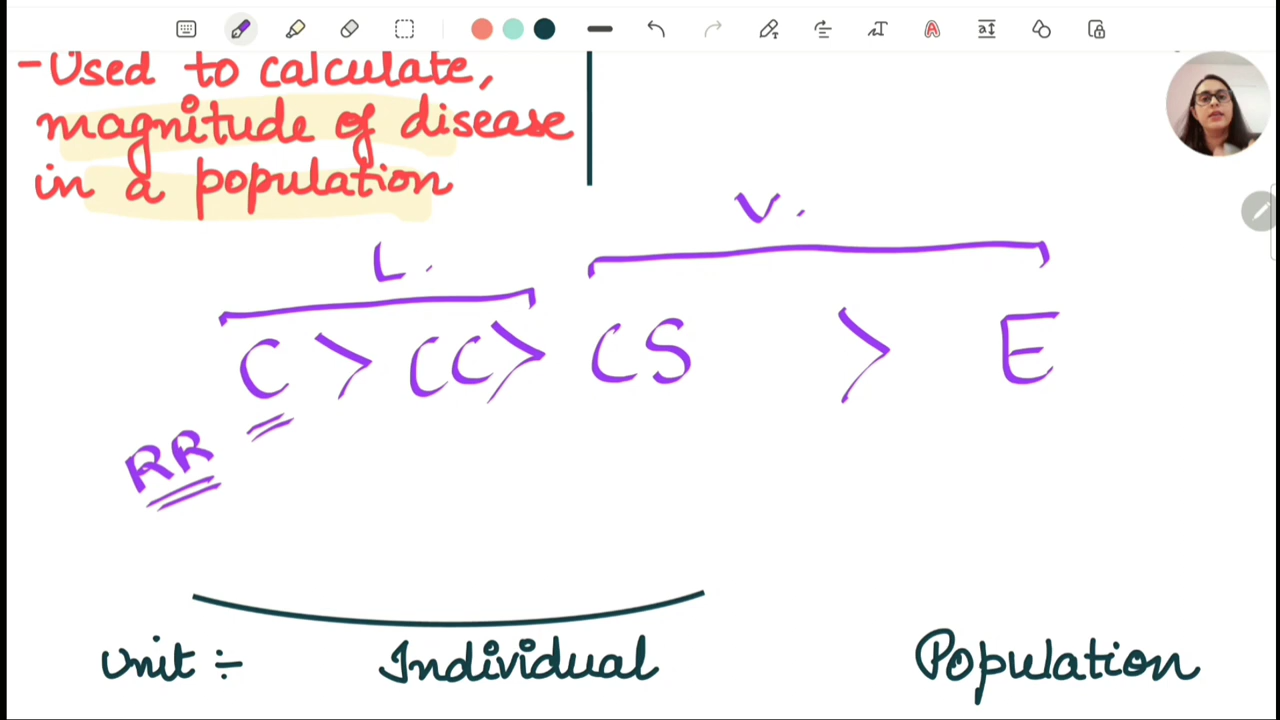 -Used to calculate,
magnitude of disease
in a population
L. V.
C > CC > CS > E
RR
Unit :- Individual Population